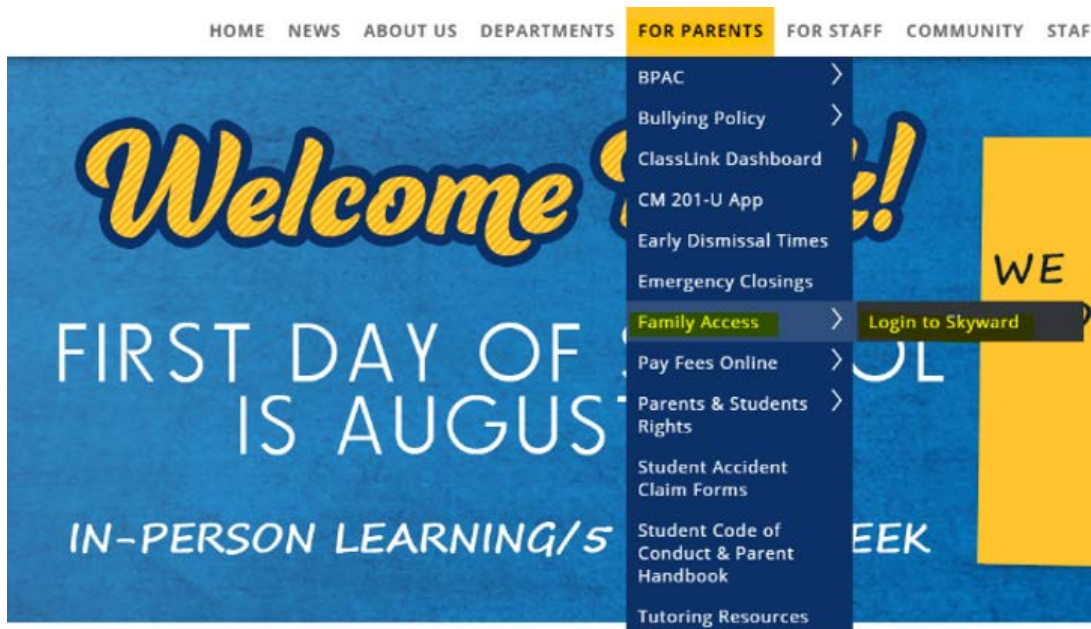 HOME NEWS ABOUT US DEPARTMENTS FOR PARENTS FOR STAFF COMMUNITY
BPAC
Bullying Policy
ClassLink Dashboard
CM 201-U App
Early Dismissal Times
Emergency Closings
Family Access
Login to Skyward
Pay Fees Online
Parents & Students
Rights
Student Accident
Claim Forms
Student Code of
Conduct & Parent
Handbook
Tutoring Resources
Welcome
FIRST DAY OF
IS AUGUS
IN-PERSON LEARNING/5
WE